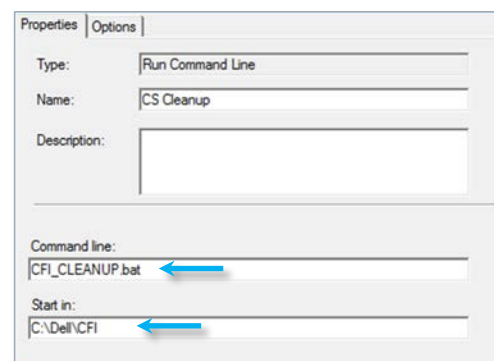 Properties Options
Type: Run Command Line
Name: CS Cleanup
Description:
Command line:
CFI_CLEANUP.bat
Start in:
C:\Dell\CFI